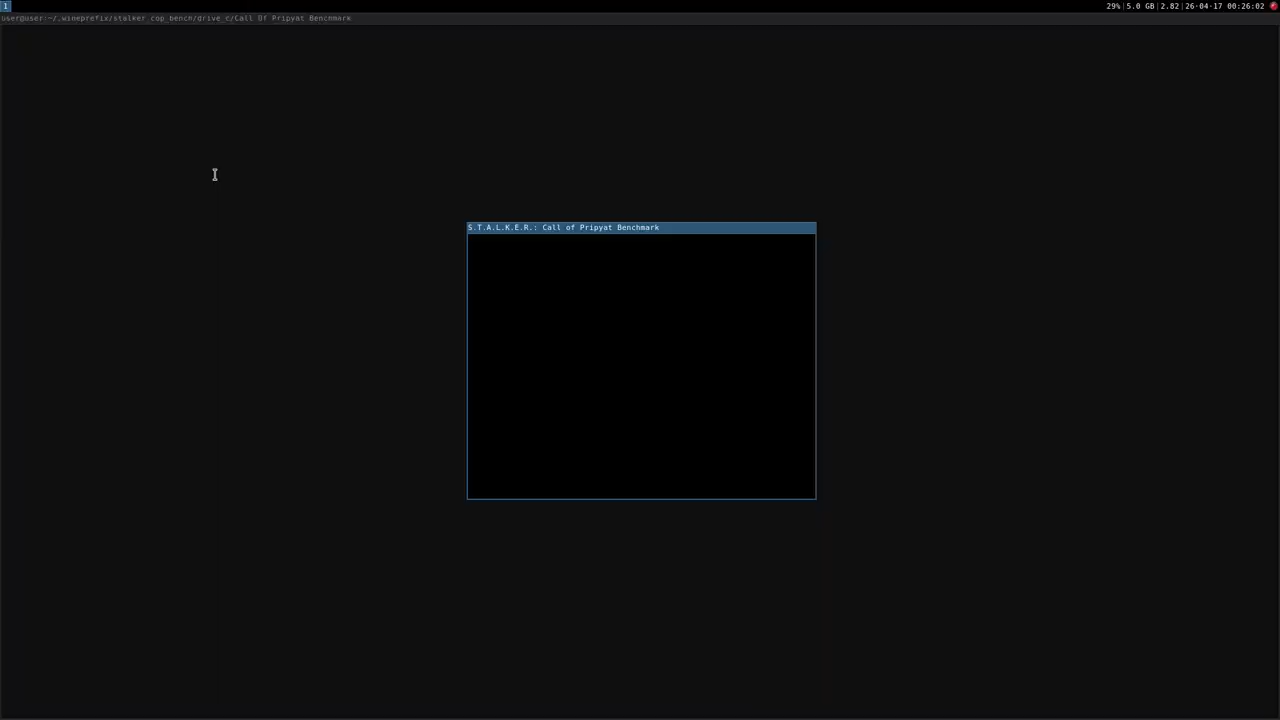 1
29%|5.0 GB|2.82|26-04-17 00:26:02
user@user:~/.wineprefix/stalker_cop_bench/drive_c/Call Of Pripyat Benchmark
S.T.A.L.K.E.R.: Call of Pripyat Benchmark